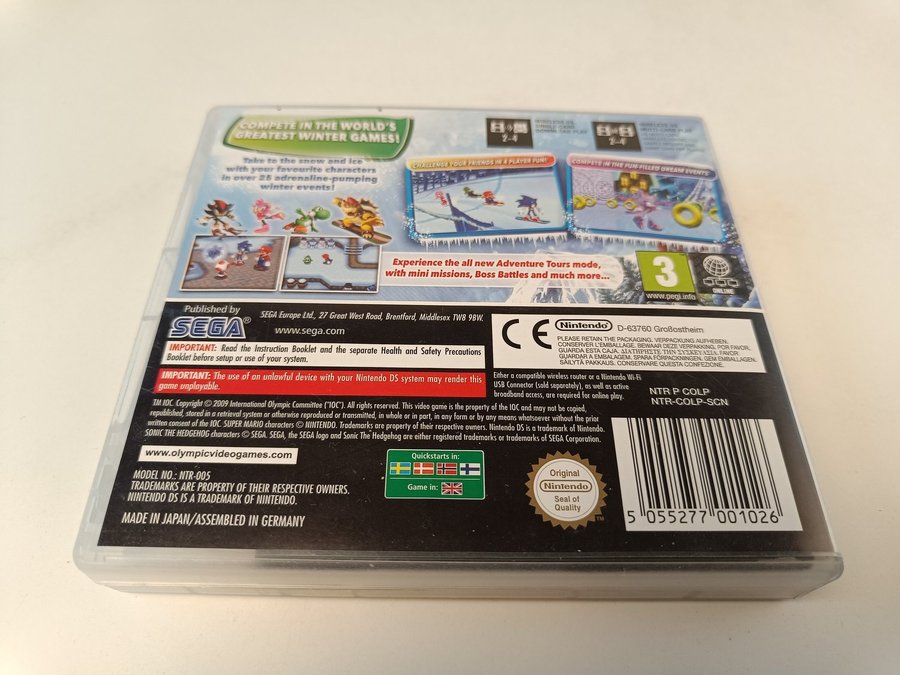 COMPETE IN THE WORLD'S
GREATEST WINTER GAMES!
Take to the snow and ice
with your favourite characters
in over 25 adrenaline-pumping
winter events!
WIRELESS DS
SINGLE-CARD
DOWNLOAD PLAY
2-4
WIRELESS DS
MULTI-CARD PLAY
2-4
CHALLENGE YOUR FRIENDS IN 4 PLAYER FUN!
COMPETE IN THE FUN-FILLED DREAM EVENTS
Experience the all new Adventure Tours mode,
with mini missions, Boss Battles and much more...
3
www.pegi.info
ONLINE
Published by
SEGA®
SEGA Europe Ltd., 27 Great West Road, Brentford, Middlesex TW8 9BW.
www.sega.com
IMPORTANT: Read the Instruction Booklet and the separate Health and Safety Precautions
Booklet before setup or use of your system.
IMPORTANT: The use of an unlawful device with your Nintendo DS system may render this
game unplayable.
CE Nintendo® D-63760 Großostheim
PLEASE RETAIN THE PACKAGING. VERPACKUNG AUFHEBEN.
CONSERVER L'EMBALLAGE. BEWAAR DEZE VERPAKKING. POR FAVOR,
GUARDA ESTA CAJA. ΔΙΑΤΗΡΗΣΤΕ ΤΗΝ ΣΥΣΚΕΥΑΣΙΑ. FAVOR
GUARDAR A EMBALAGEM. SPARA FÖRPACKNINGEN. GEM EMBALLAGEN.
SÄILYTÄ PAKKAUS. CONSERVARE QUESTA CONFEZIONE.
Either a compatible wireless router or a Nintendo Wi-Fi
USB Connector (sold separately), as well as active
broadband access, are required for online play.
NTR P COLP
NTR-COLP-SCN
TM IOC. Copyright © 2009 International Olympic Committee ("IOC"). All rights reserved. This video game is the property of the IOC and may not be copied,
republished, stored in a retrieval system or otherwise reproduced or transmitted, in whole or in part, in any form or by any means whatsoever without the prior
written consent of the IOC. SUPER MARIO characters © NINTENDO. Trademarks are property of their respective owners. Nintendo DS is a trademark of Nintendo.
SONIC THE HEDGEHOG characters © SEGA. SEGA, the SEGA logo and Sonic The Hedgehog are either registered trademarks or trademarks of SEGA Corporation.
www.olympicvideogames.com
Quickstarts in:
Game in:
MODEL NO.: NTR-005
TRADEMARKS ARE PROPERTY OF THEIR RESPECTIVE OWNERS.
NINTENDO DS IS A TRADEMARK OF NINTENDO.
MADE IN JAPAN/ASSEMBLED IN GERMANY
Original
Nintendo®
Seal of
Quality
TM
5 055277 001026